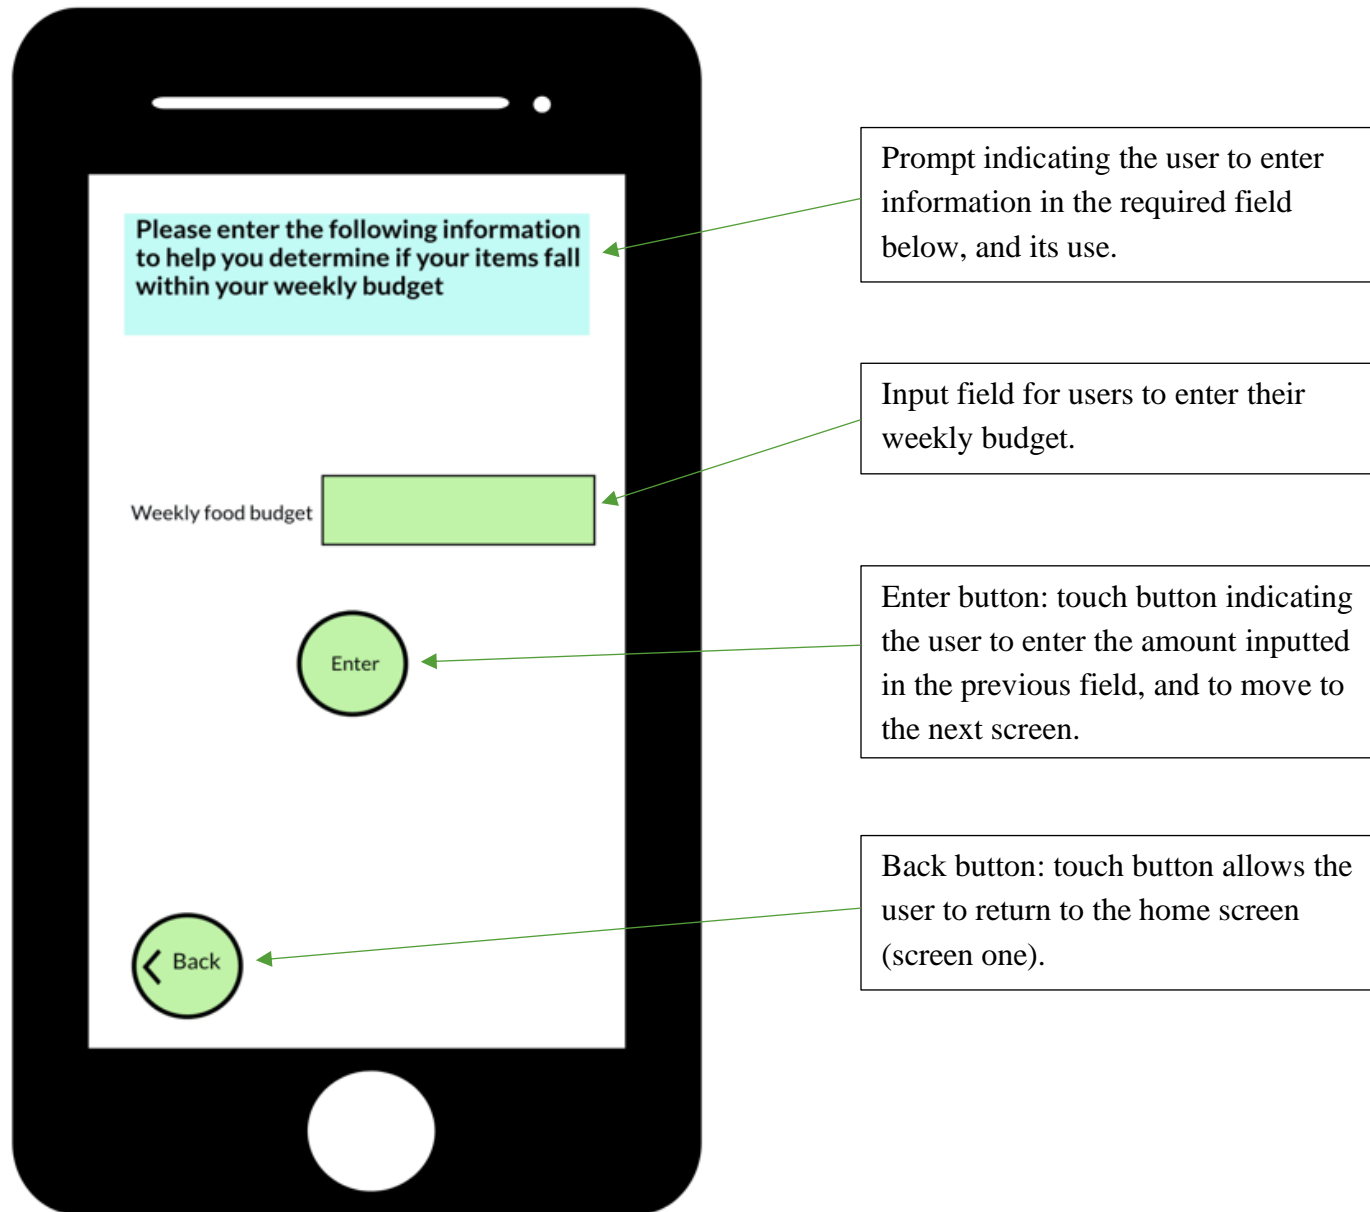 Please enter the following information
to help you determine if your items fall
within your weekly budget
Weekly food budget
Enter
Back
Prompt indicating the user to enter
information in the required field
below, and its use.
Input field for users to enter their
weekly budget.
Enter button: touch button indicating
the user to enter the amount inputted
in the previous field, and to move to
the next screen.
Back button: touch button allows the
user to return to the home screen
(screen one).